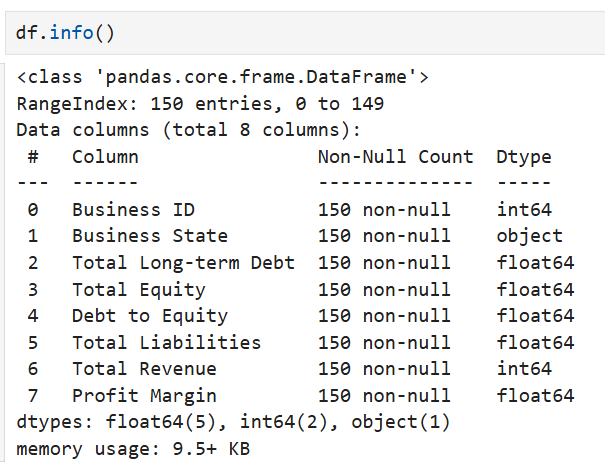 df.info()
<class 'pandas.core.frame.DataFrame'>
RangeIndex: 150 entries, 0 to 149
Data columns (total 8 columns):
 #   Column               Non-Null Count  Dtype
---  ------               --------------  -----
 0   Business ID          150 non-null    int64
 1   Business State       150 non-null    object
 2   Total Long-term Debt  150 non-null    float64
 3   Total Equity         150 non-null    float64
 4   Debt to Equity       150 non-null    float64
 5   Total Liabilities    150 non-null    float64
 6   Total Revenue        150 non-null    int64
 7   Profit Margin        150 non-null    float64
dtypes: float64(5), int64(2), object(1)
memory usage: 9.5+ KB